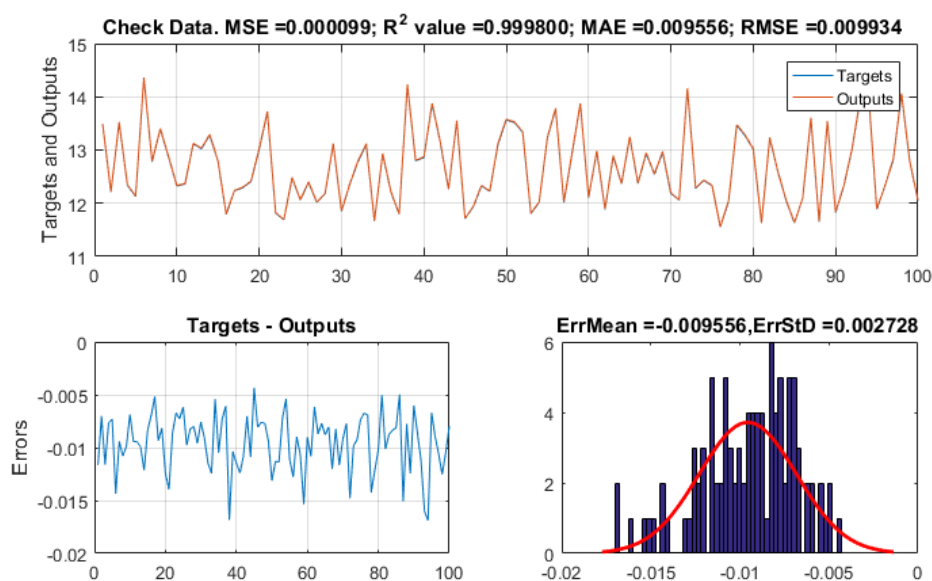 Check Data. MSE =0.000099; R² value =0.999800; MAE =0.009556; RMSE =0.009934
Targets and Outputs
15
14
13
12
11
Targets
Outputs
0 10 20 30 40 50 60 70 80 90 100
Targets - Outputs
Errors
0
-0.005
-0.01
-0.015
-0.02
0 20 40 60 80 100
ErrMean =-0.009556,ErrStD =0.002728
6
4
2
0
-0.02 -0.015 -0.01 -0.005 0